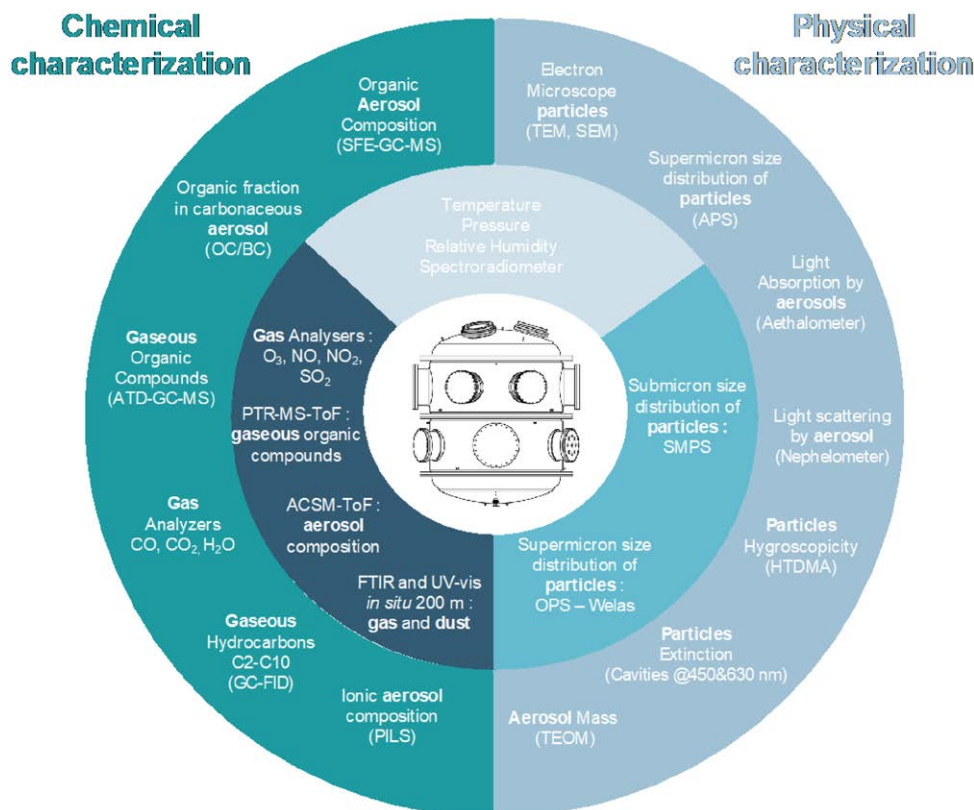 Chemical
characterization
Physical
characterization
Organic
Aerosol
Composition
(SFE-GC-MS)
Organic fraction
in carbonaceous
aerosol
(OC/BC)
Gaseous
Organic
Compounds
(ATD-GC-MS)
Gas
Analyzers
CO, CO₂, H₂O
Gaseous
Hydrocarbons
C2-C10
(GC-FID)
Ionic aerosol
composition
(PILS)
Electron
Microscope
particles
(TEM, SEM)
Supermicron size
distribution of
particles
(APS)
Light
Absorption by
aerosols
(Aethalometer)
Light scattering
by aerosol
(Nephelometer)
Particles
Hygroscopicity
(HTDMA)
Particles
Extinction
(Cavities @450&630 nm)
Aerosol Mass
(TEOM)
Temperature
Pressure
Relative Humidity
Spectroradiometer
Gas Analysers :
O₃, NO, NO₂,
SO₂
PTR-MS-ToF :
gaseous organic
compounds
ACSM-ToF :
aerosol
composition
FTIR and UV-vis
in situ 200 m :
gas and dust
Submicron size
distribution of
particles :
SMPS
Supermicron size
distribution of
particles :
OPS – Welas